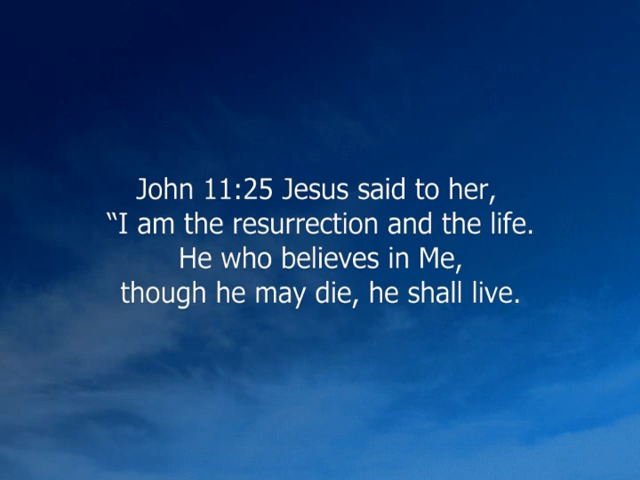 John 11:25 Jesus said to her,
“I am the resurrection and the life.
He who believes in Me,
though he may die, he shall live.